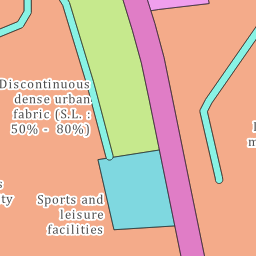 Discontinuous
dense urban
fabric (S.L. :
50% - 80%)
Sports and
leisure
facilities